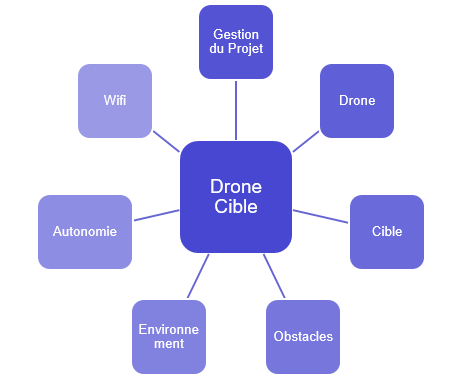 Gestion
du Projet
Wifi
Drone
Drone
Cible
Autonomie
Cible
Environne
ment
Obstacles